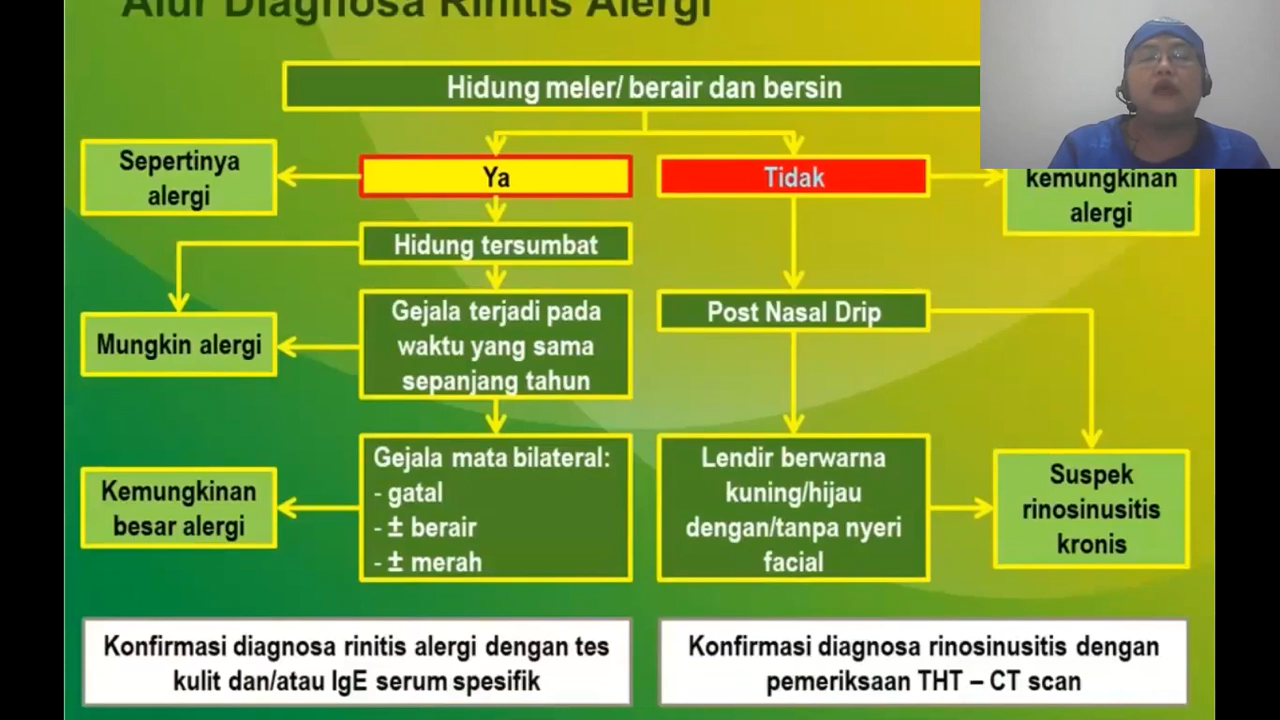 Alur Diagnosa Rinitis Alergi
Hidung meler/ berair dan bersin
Sepertinya
alergi
Ya
Tidak
kemungkinan
alergi
Hidung tersumbat
Mungkin alergi
Gejala terjadi pada
waktu yang sama
sepanjang tahun
Post Nasal Drip
Kemungkinan
besar alergi
Gejala mata bilateral:
- gatal
- ± berair
- ± merah
Lendir berwarna
kuning/hijau
dengan/tanpa nyeri
facial
Suspek
rinosinusitis
kronis
Konfirmasi diagnosa rinitis alergi dengan tes
kulit dan/atau IgE serum spesifik
Konfirmasi diagnosa rinosinusitis dengan
pemeriksaan THT – CT scan